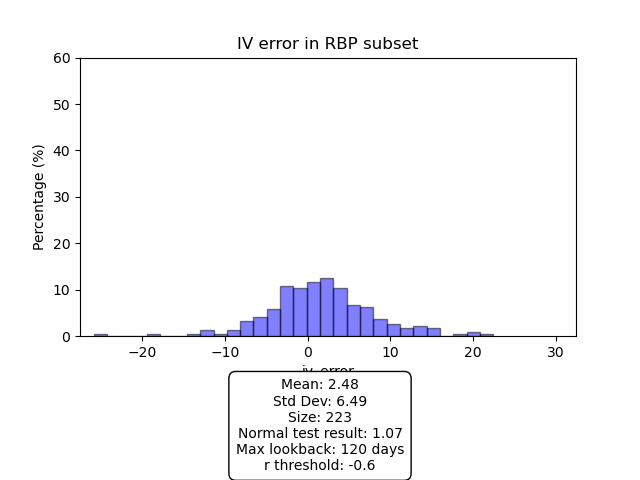 IV error in RBP subset
Percentage (%)
60
50
40
30
20
10
0
−20
−10
0
10
20
30
iv_error
Mean: 2.48
Std Dev: 6.49
Size: 223
Normal test result: 1.07
Max lookback: 120 days
r threshold: -0.6